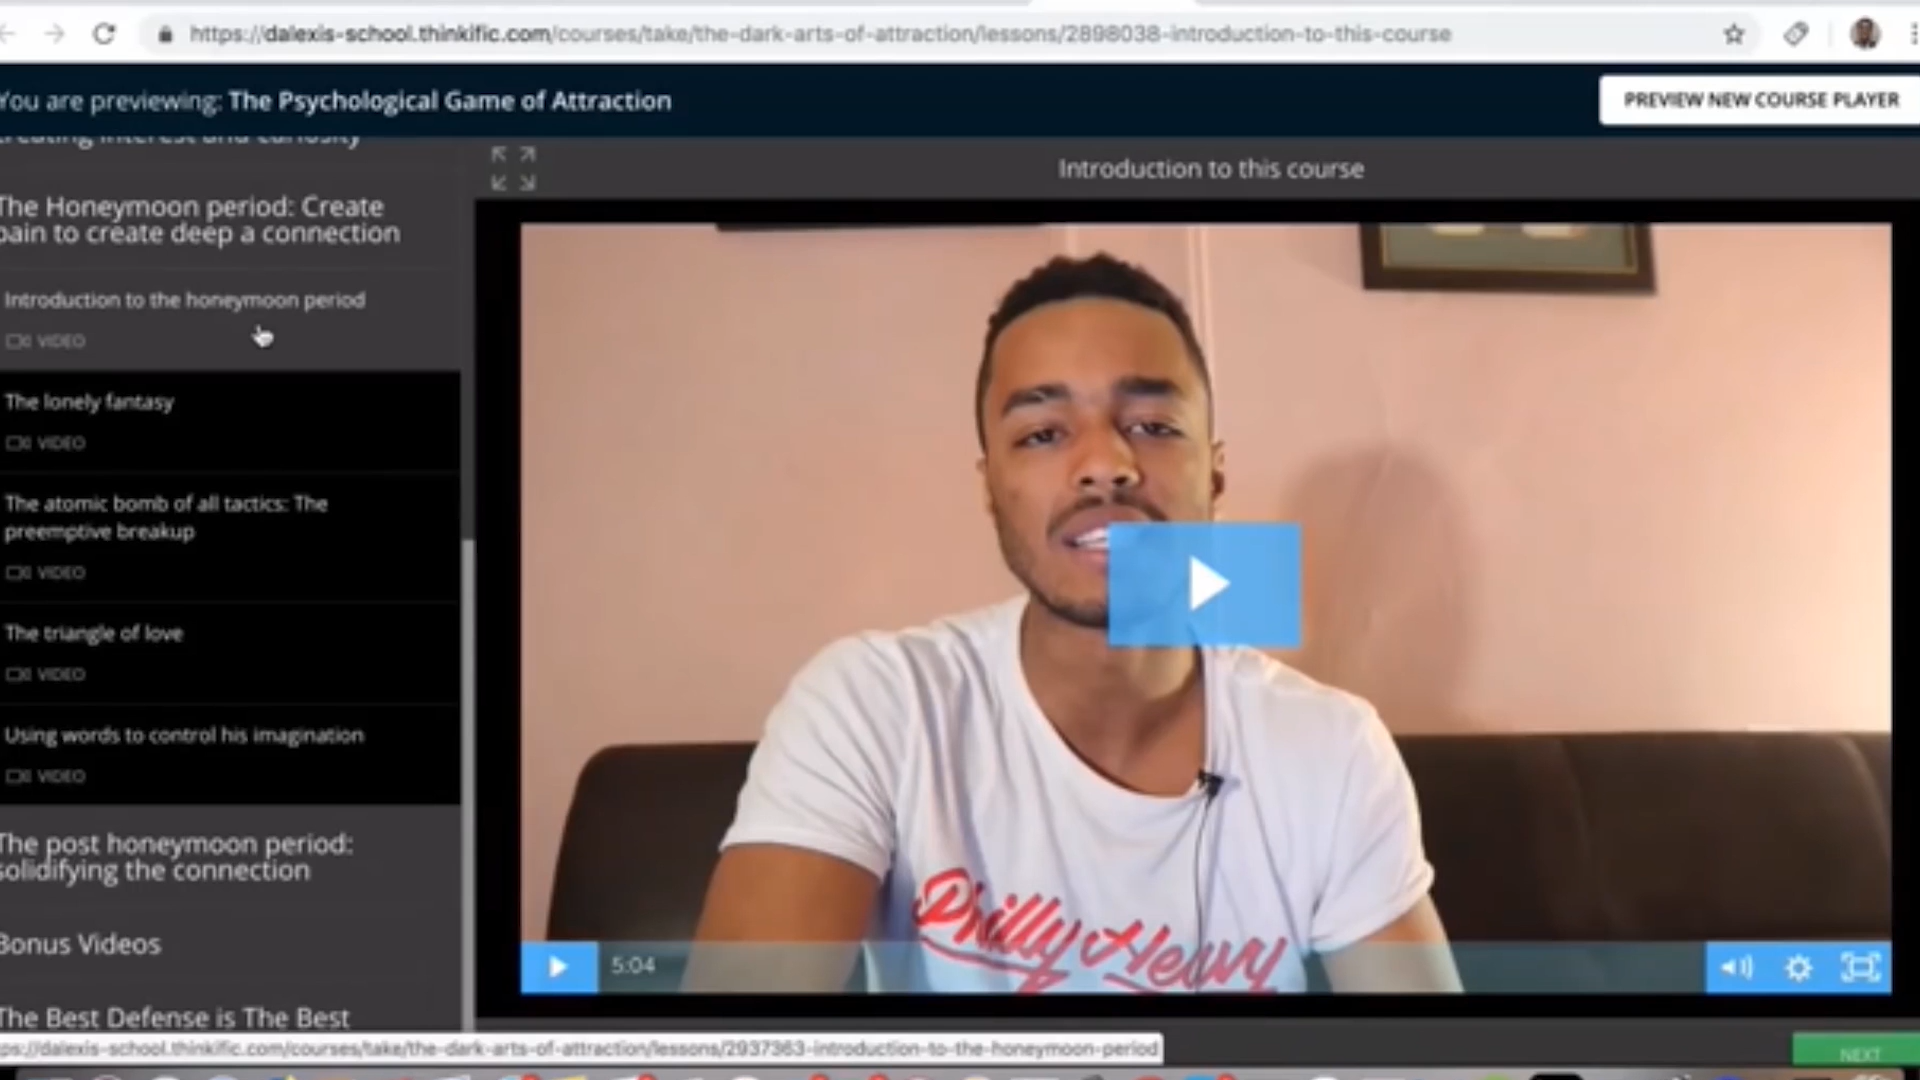 https://dalexis-school.thinkific.com/courses/take/the-dark-arts-of-attraction/lessons/2898038-introduction-to-this-course
You are previewing: The Psychological Game of Attraction
PREVIEW NEW COURSE PLAYER
creating interest and curiosity
The Honeymoon period: Create
pain to create deep a connection
Introduction to the honeymoon period
VIDEO
The lonely fantasy
VIDEO
The atomic bomb of all tactics: The
preemptive breakup
VIDEO
The triangle of love
VIDEO
Using words to control his imagination
VIDEO
The post honeymoon period:
solidifying the connection
Bonus Videos
The Best Defense is The Best
Introduction to this course
Philly Heavy
5:04
ps://dalexis-school.thinkific.com/courses/take/the-dark-arts-of-attraction/lessons/2937363-introduction-to-the-honeymoon-period
NEXT